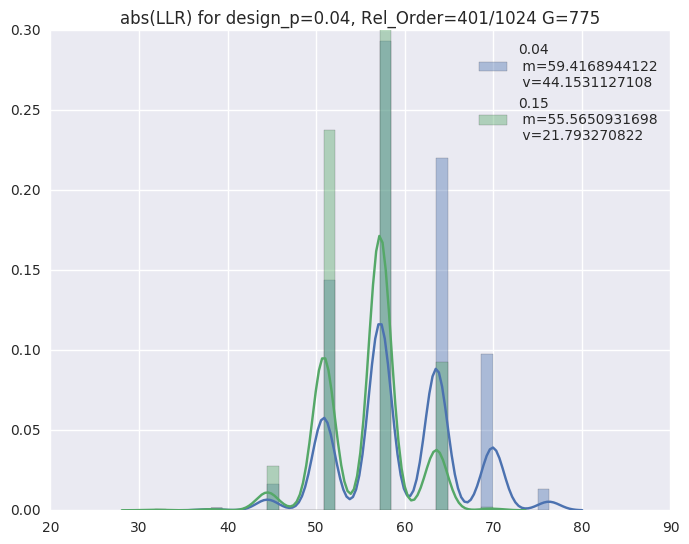 abs(LLR) for design_p=0.04, Rel_Order=401/1024 G=775
0.30
0.25
0.20
0.15
0.10
0.05
0.00
20 30 40 50 60 70 80 90
0.04
m=59.4168944122
v=44.1531127108
0.15
m=55.5650931698
v=21.793270822